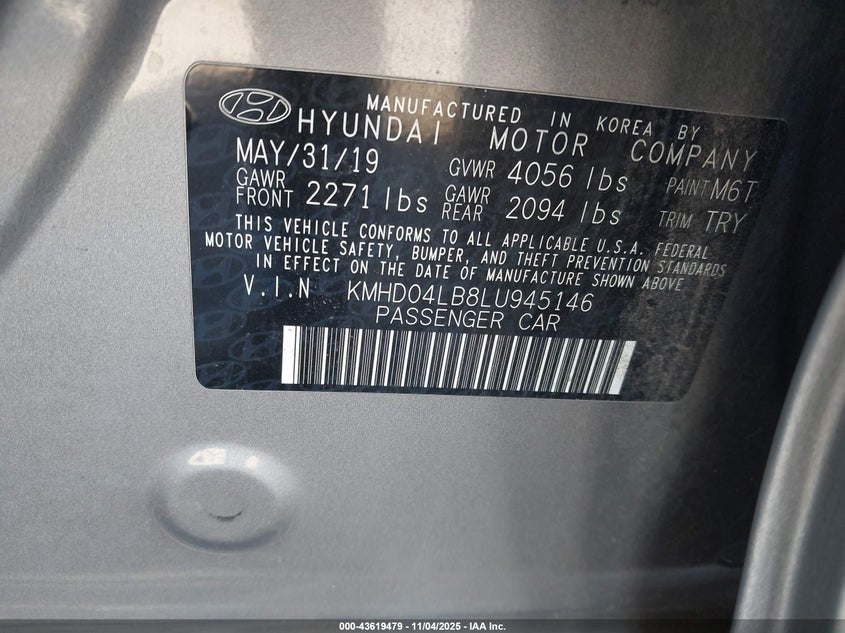 MANUFACTURED IN KOREA BY
HYUNDAI MOTOR COMPANY
MAY/31/19 GVWR 4056 lbs PAINT M6T
GAWR FRONT 2271 lbs GAWR REAR 2094 lbs TRIM TRY
THIS VEHICLE CONFORMS TO ALL APPLICABLE U.S.A. FEDERAL
MOTOR VEHICLE SAFETY, BUMPER, AND THEFT PREVENTION STANDARDS
IN EFFECT ON THE DATE OF MANUFACTURE SHOWN ABOVE
V.I.N KMHD04LB8LU945146
PASSENGER CAR
000-43619479 - 11/04/2025 - IAA Inc.